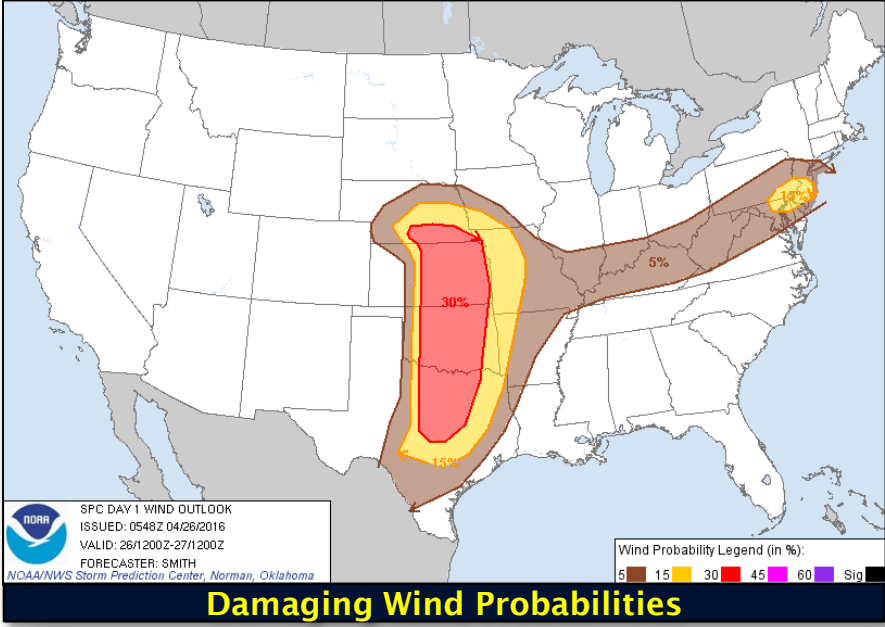 30%
5%
15%
15%
NOAA
SPC DAY 1 WIND OUTLOOK
ISSUED: 0548Z 04/26/2016
VALID: 26/1200Z-27/1200Z
FORECASTER: SMITH
NOAA/NWS Storm Prediction Center, Norman, Oklahoma
Wind Probability Legend (in %):
5 15 30 45 60 Sig
Damaging Wind Probabilities